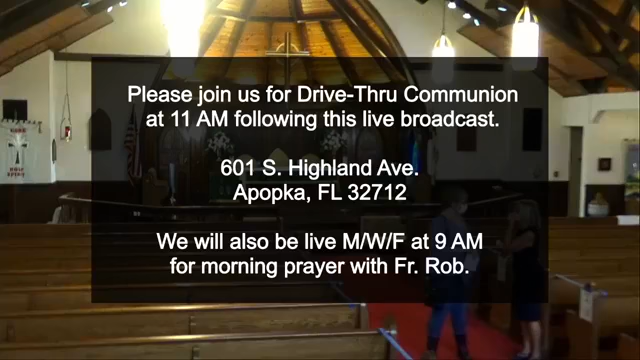 Please join us for Drive-Thru Communion
at 11 AM following this live broadcast.
601 S. Highland Ave.
Apopka, FL 32712
We will also be live M/W/F at 9 AM
for morning prayer with Fr. Rob.